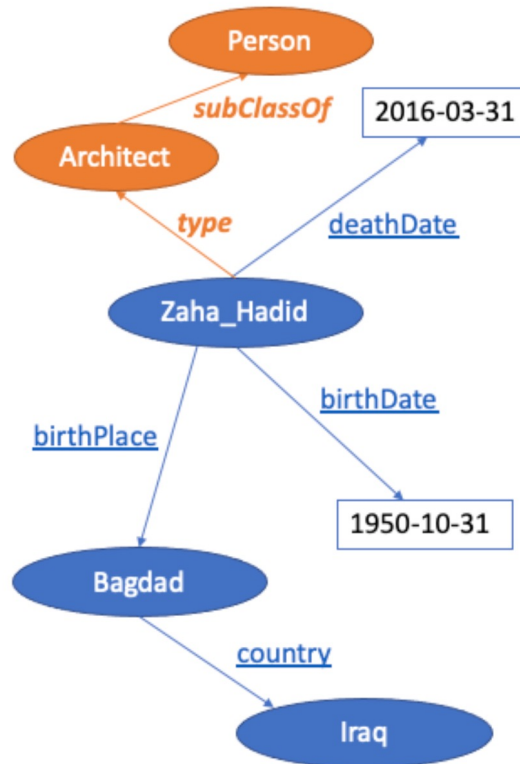 Person
subClassOf
2016-03-31
Architect
type
deathDate
Zaha_Hadid
birthDate
birthPlace
1950-10-31
Bagdad
country
Iraq